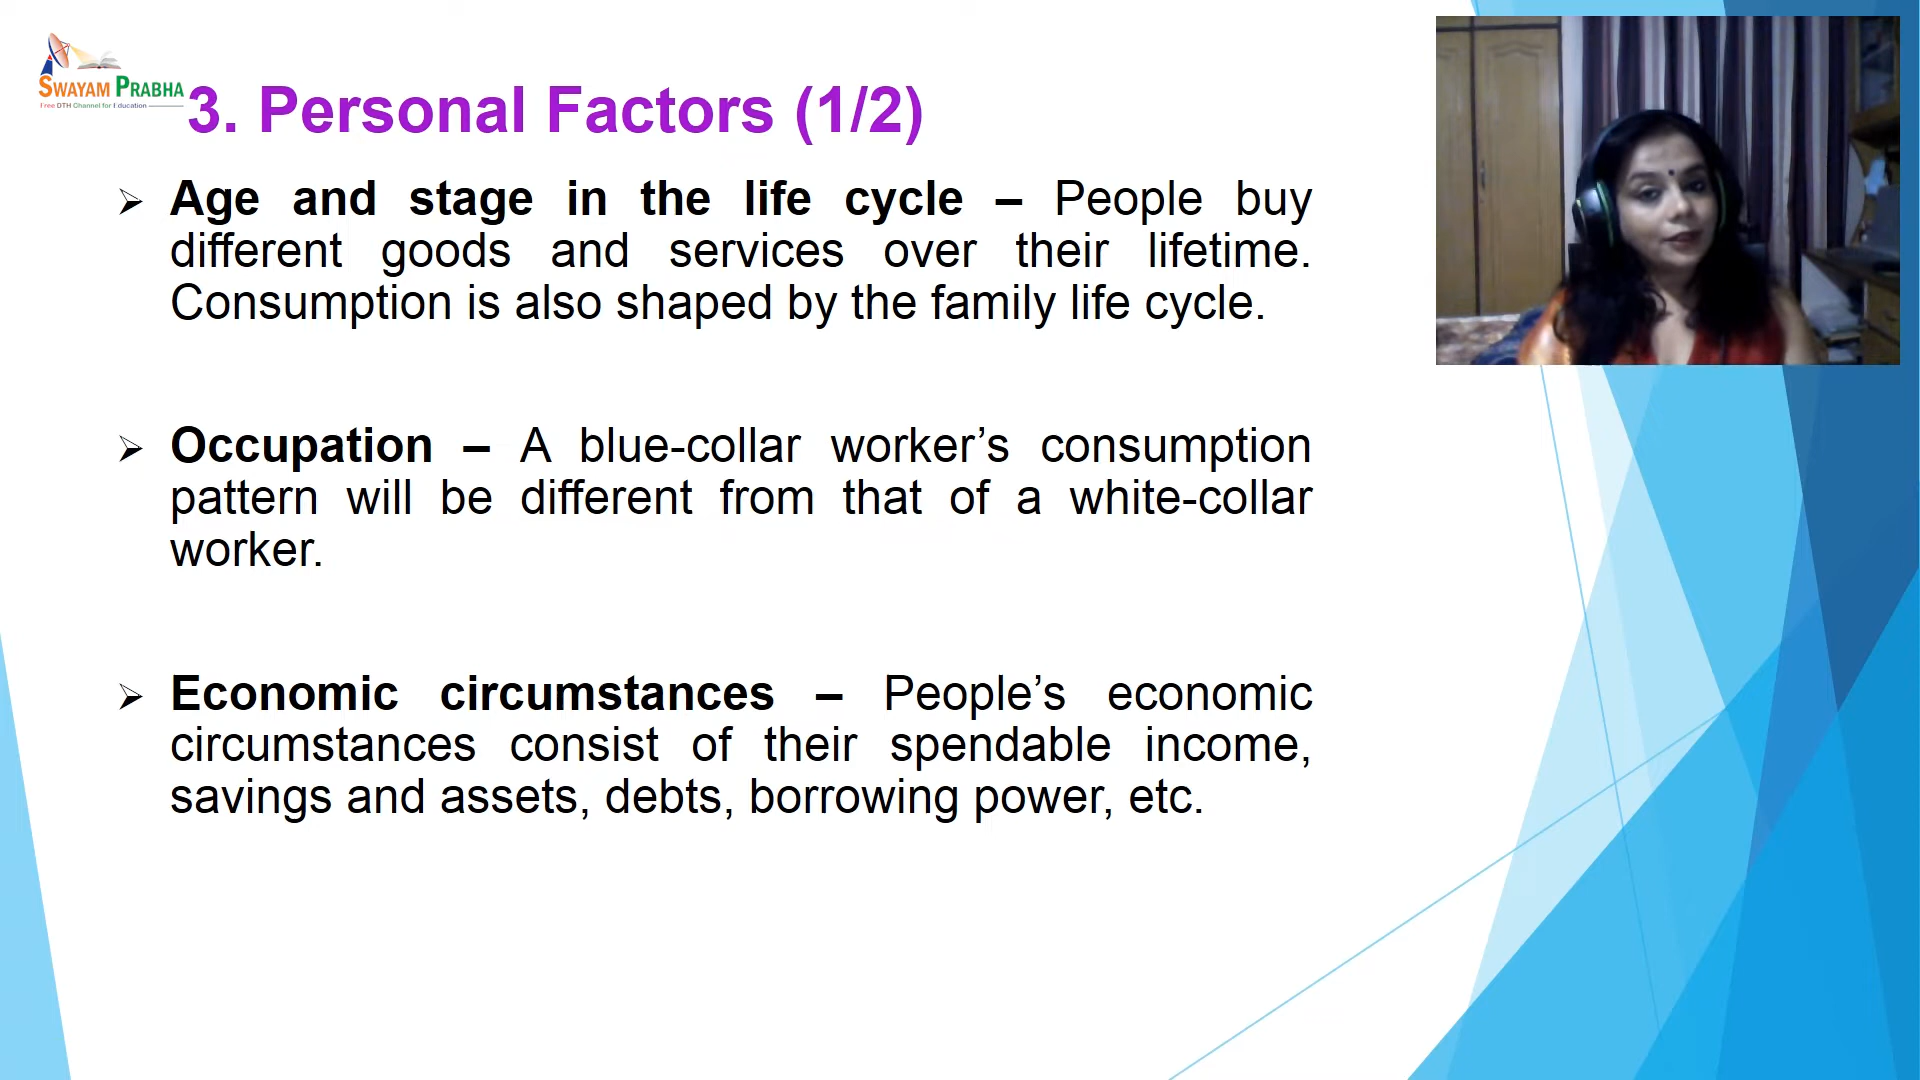 SWAYAM PRABHA
Free DTH Channel for Education
3. Personal Factors (1/2)
➢ Age and stage in the life cycle – People buy
different goods and services over their lifetime.
Consumption is also shaped by the family life cycle.
➢ Occupation – A blue-collar worker’s consumption
pattern will be different from that of a white-collar
worker.
➢ Economic circumstances – People’s economic
circumstances consist of their spendable income,
savings and assets, debts, borrowing power, etc.